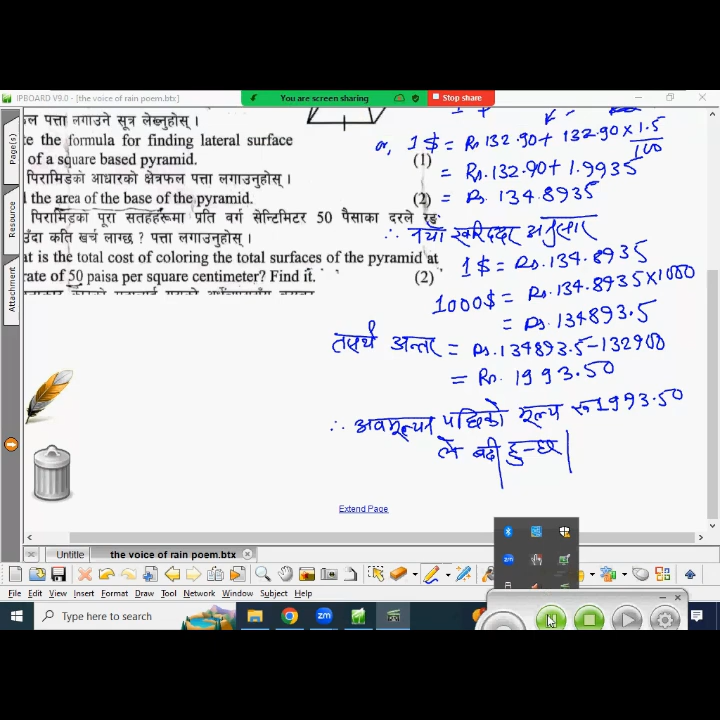 IPBOARD V9.0 - [the voice of rain poem.btx]
You are screen sharing
Stop share
Page(s)
Resource
Attachment
ल पत्ता लगाउने सूत्र लेख्नुहोस् ।
e the formula for finding lateral surface
of a square based pyramid. (1)
पिरामिडको आधारको क्षेत्रफल पत्ता लगाउनुहोस् ।
l the area of the base of the pyramid. (2)
पिरामिडको पूरा सतहहरूमा प्रति वर्ग सेन्टिमिटर 50 पैसाका दरले रङ
उँदा कति खर्च लाग्छ ? पत्ता लगाउनुहोस् ।
at is the total cost of coloring the total surfaces of the pyramid at
rate of 50 paisa per square centimeter? Find it. (2)
or, 1$ = Rs.132.90 + 132.90 × 1.5/100
= Rs.132.90 + 1.9935
= Rs. 134.8935
∴ नयाँ खरिददर अनुसार
1$ = Rs.134.8935
1000$ = Rs.134.8935×1000
= Rs.134893.5
तसर्थ अन्तर = Rs.134893.5-132900
= Rs. 1993.50
∴ अवमूल्यन पछिको मूल्य रू1993.50
ले बढी हुन्छ|
Extend Page
Untitle
the voice of rain poem.btx
File Edit View Insert Format Draw Tool Network Window Subject Help
Type here to search
zm
zm